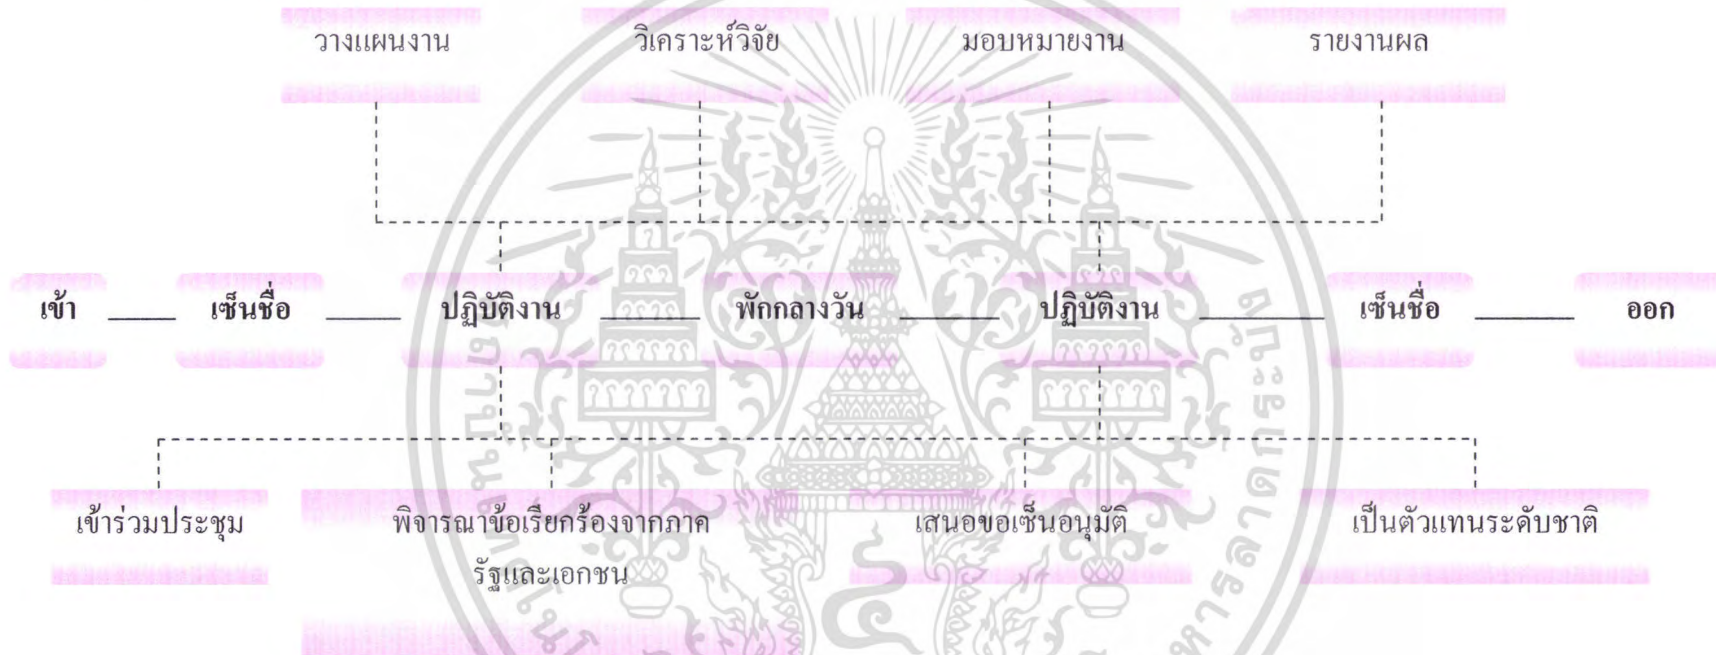 วางแผนงาน วิเคราะห์วิจัย มอบหมายงาน รายงานผล
เข้า เซ็นชื่อ ปฏิบัติงาน พักกลางวัน ปฏิบัติงาน เซ็นชื่อ ออก
เข้าร่วมประชุม พิจารณาข้อเรียกร้องจากภาค เสนอขอเซ็นอนุมัติ เป็นตัวแทนระดับชาติ
รัฐและเอกชน